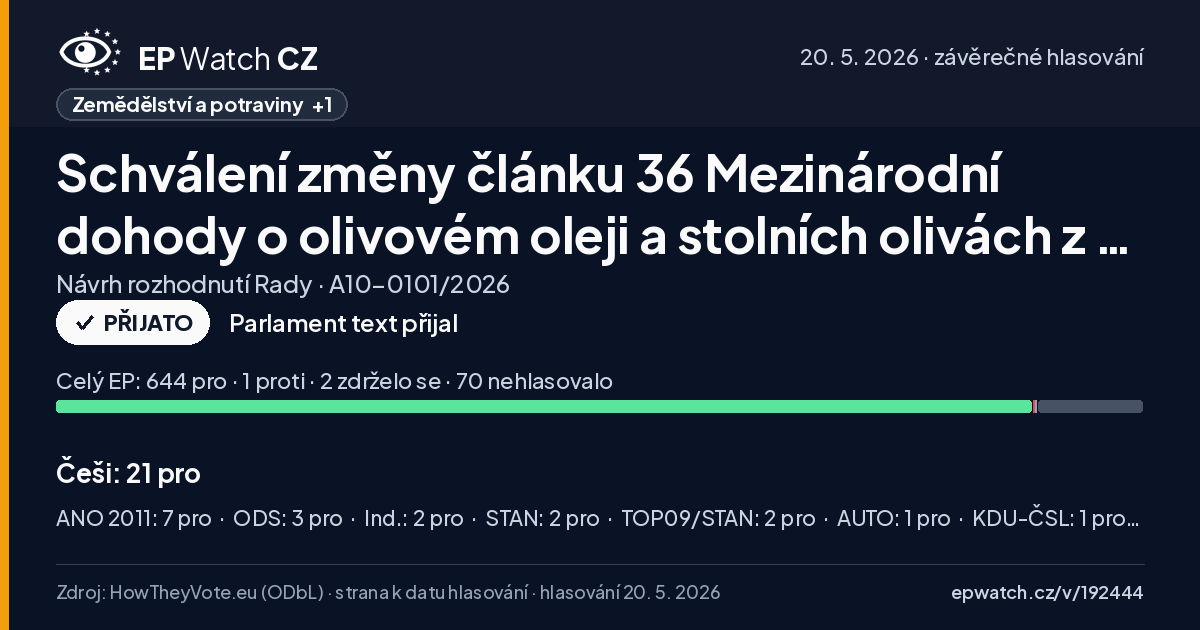 EP Watch CZ
20. 5. 2026 · závěrečné hlasování
Zemědělství a potraviny +1
Schválení změny článku 36 Mezinárodní
dohody o olivovém oleji a stolních olivách z ...
Návrh rozhodnutí Rady · A10-0101/2026
✓ PŘIJATO Parlament text přijal
Celý EP: 644 pro · 1 proti · 2 zdrželo se · 70 nehlasovalo
Češi: 21 pro
ANO 2011: 7 pro · ODS: 3 pro · Ind.: 2 pro · STAN: 2 pro · TOP09/STAN: 2 pro · AUTO: 1 pro · KDU-ČSL: 1 pro...
Zdroj: HowTheyVote.eu (ODbL) · strana k datu hlasování · hlasování 20. 5. 2026
epwatch.cz/v/192444